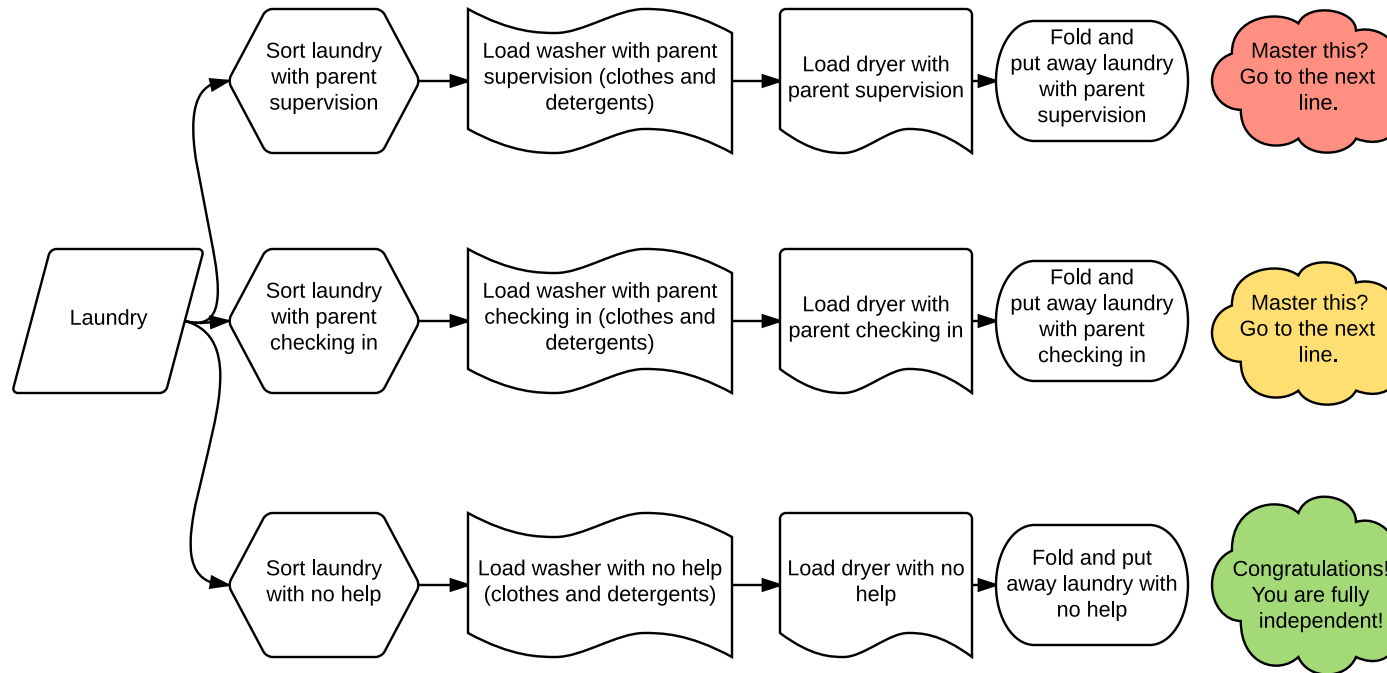 Sort laundry
with parent
supervision
Load washer with parent
supervision (clothes and
detergents)
Load dryer with
parent supervision
Fold and
put away laundry
with parent
supervision
Master this?
Go to the next
line.
Laundry
Sort laundry
with parent
checking in
Load washer with parent
checking in (clothes and
detergents)
Load dryer with
parent checking in
Fold and
put away laundry
with parent
checking in
Master this?
Go to the next
line.
Sort laundry
with no help
Load washer with no help
(clothes and detergents)
Load dryer with no
help
Fold and put
away laundry with
no help
Congratulations!
You are fully
independent!